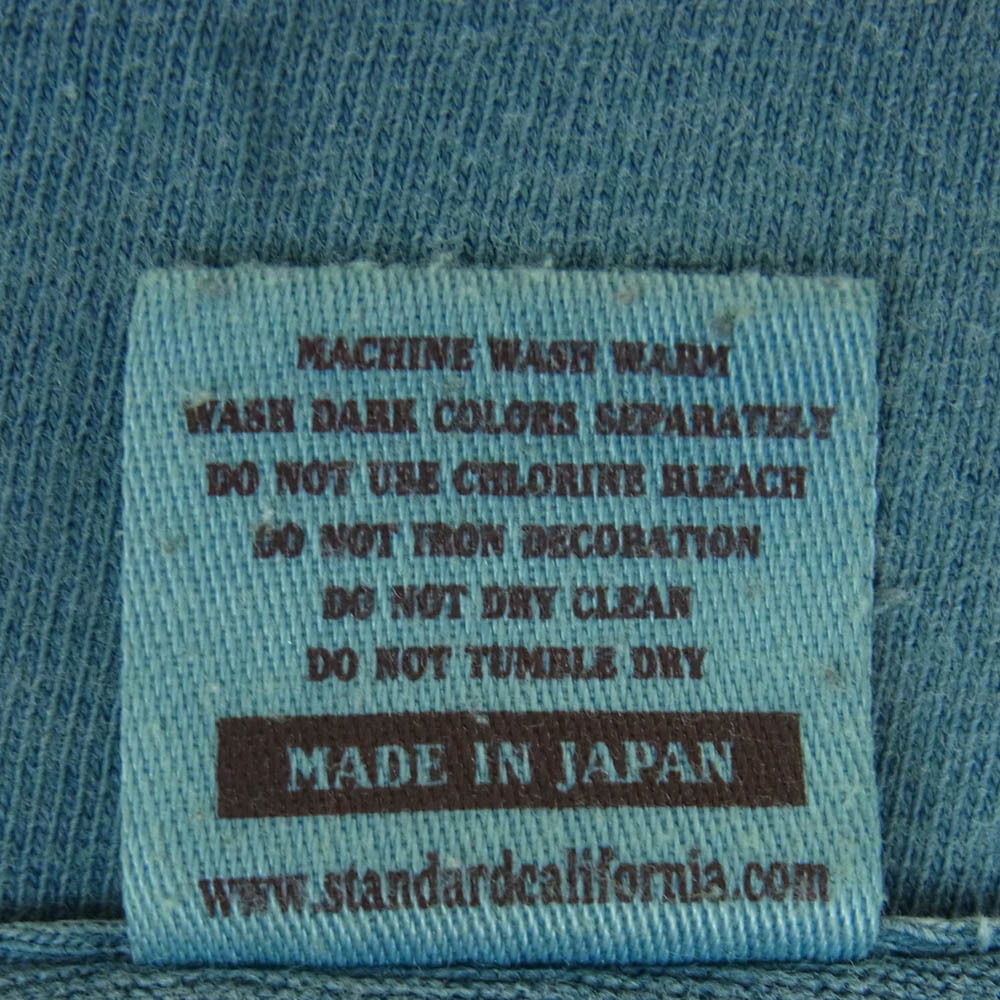 MACHINE WASH WARM
WASH DARK COLORS SEPARATELY
DO NOT USE CHLORINE BLEACH
DO NOT IRON DECORATION
DO NOT DRY CLEAN
DO NOT TUMBLE DRY
MADE IN JAPAN
www.standardcalifornia.com